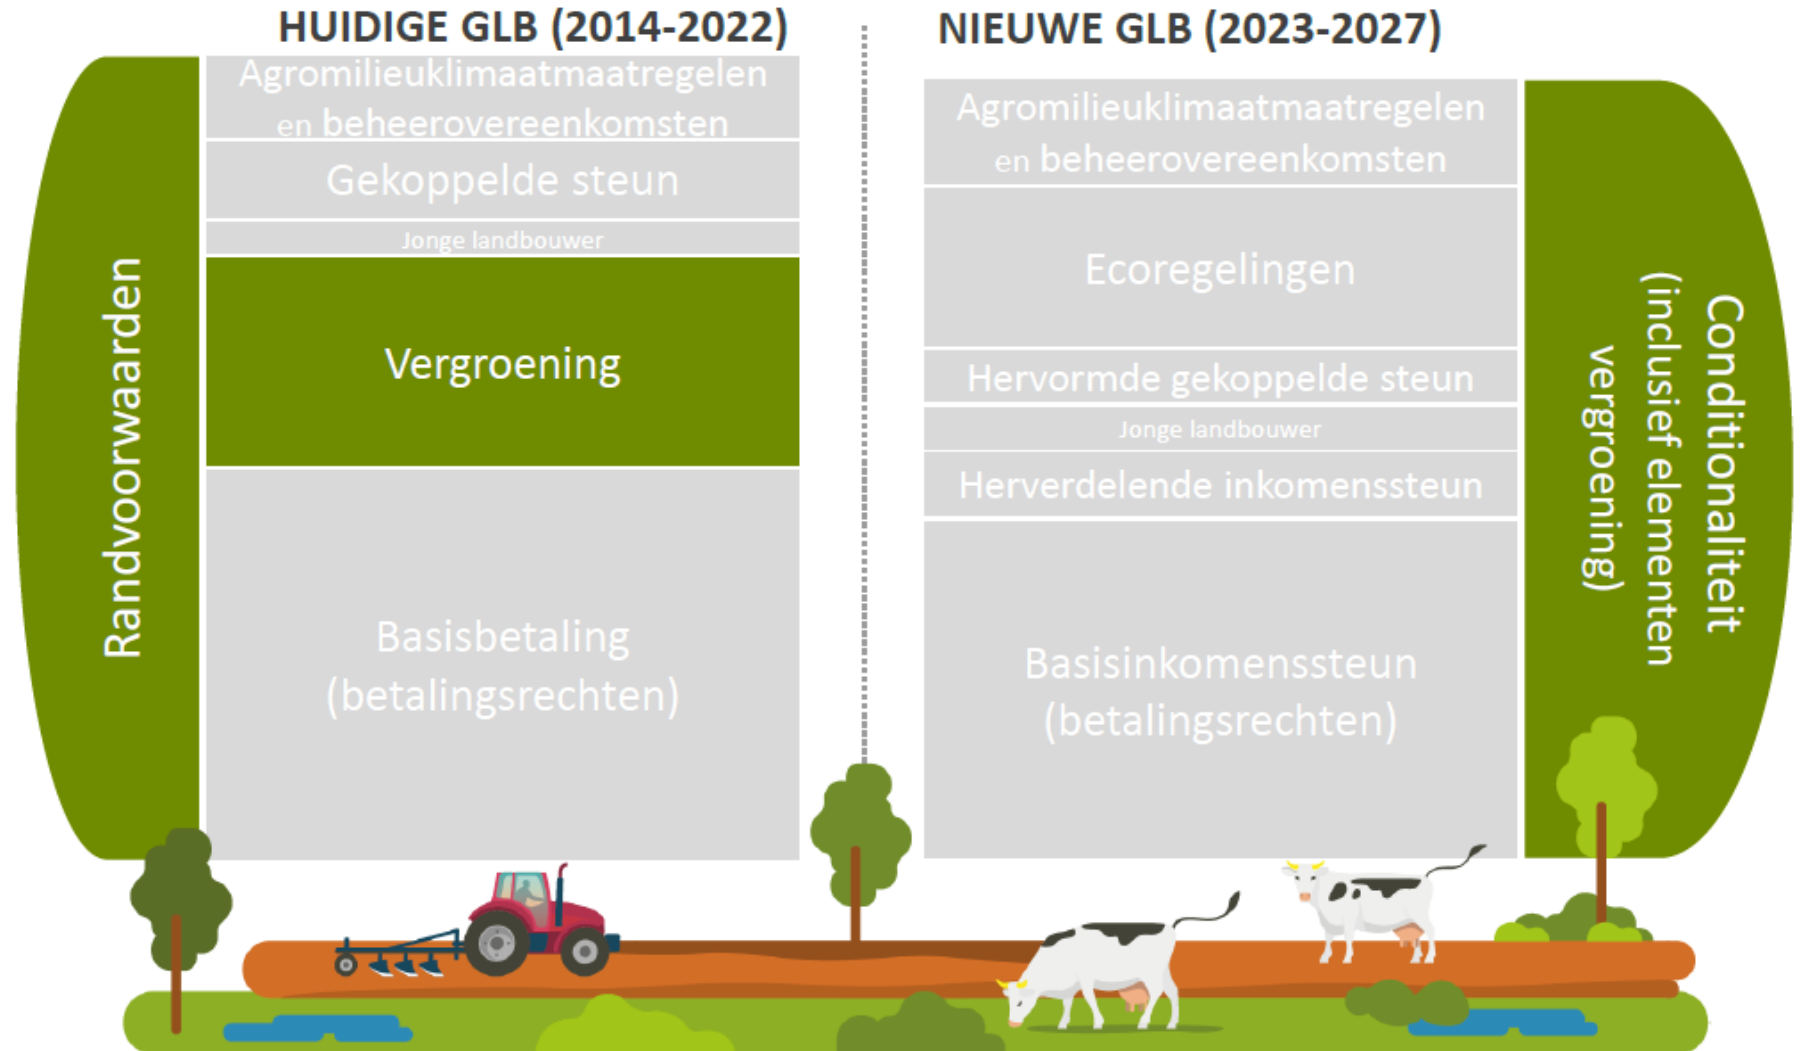 HUIDIGE GLB (2014-2022)
Randvoorwaarden
Agromilieuklimaatmaatregelen
en beheerovereenkomsten
Gekoppelde steun
Jonge landbouwer
Vergroening
Basisbetaling
(betalingsrechten)
NIEUWE GLB (2023-2027)
Agromilieuklimaatmaatregelen
en beheerovereenkomsten
Ecoregelingen
Hervormde gekoppelde steun
Jonge landbouwer
Herverdelende inkomenssteun
Basisinkomenssteun
(betalingsrechten)
Conditionaliteit
(inclusief elementen
vergroening)